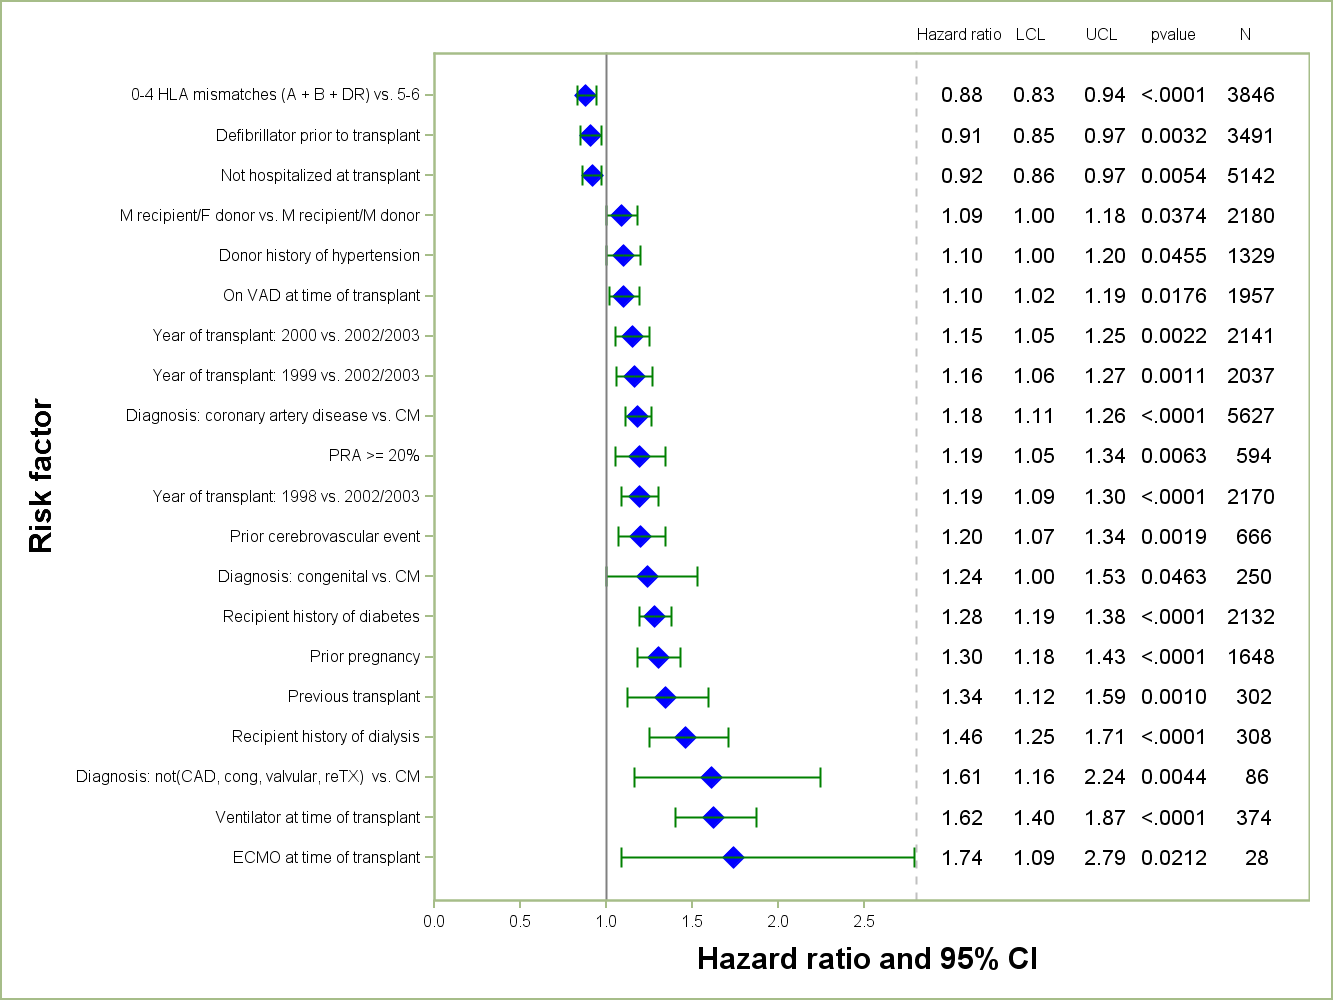 Hazard ratio LCL UCL pvalue N
0-4 HLA mismatches (A + B + DR) vs. 5-6 0.88 0.83 0.94 <.0001 3846
Defibrillator prior to transplant 0.91 0.85 0.97 0.0032 3491
Not hospitalized at transplant 0.92 0.86 0.97 0.0054 5142
M recipient/F donor vs. M recipient/M donor 1.09 1.00 1.18 0.0374 2180
Donor history of hypertension 1.10 1.00 1.20 0.0455 1329
On VAD at time of transplant 1.10 1.02 1.19 0.0176 1957
Year of transplant: 2000 vs. 2002/2003 1.15 1.05 1.25 0.0022 2141
Year of transplant: 1999 vs. 2002/2003 1.16 1.06 1.27 0.0011 2037
Diagnosis: coronary artery disease vs. CM 1.18 1.11 1.26 <.0001 5627
PRA >= 20% 1.19 1.05 1.34 0.0063 594
Year of transplant: 1998 vs. 2002/2003 1.19 1.09 1.30 <.0001 2170
Prior cerebrovascular event 1.20 1.07 1.34 0.0019 666
Diagnosis: congenital vs. CM 1.24 1.00 1.53 0.0463 250
Recipient history of diabetes 1.28 1.19 1.38 <.0001 2132
Prior pregnancy 1.30 1.18 1.43 <.0001 1648
Previous transplant 1.34 1.12 1.59 0.0010 302
Recipient history of dialysis 1.46 1.25 1.71 <.0001 308
Diagnosis: not(CAD, cong, valvular, reTX) vs. CM 1.61 1.16 2.24 0.0044 86
Ventilator at time of transplant 1.62 1.40 1.87 <.0001 374
ECMO at time of transplant 1.74 1.09 2.79 0.0212 28
Risk factor
0.0 0.5 1.0 1.5 2.0 2.5
Hazard ratio and 95% CI